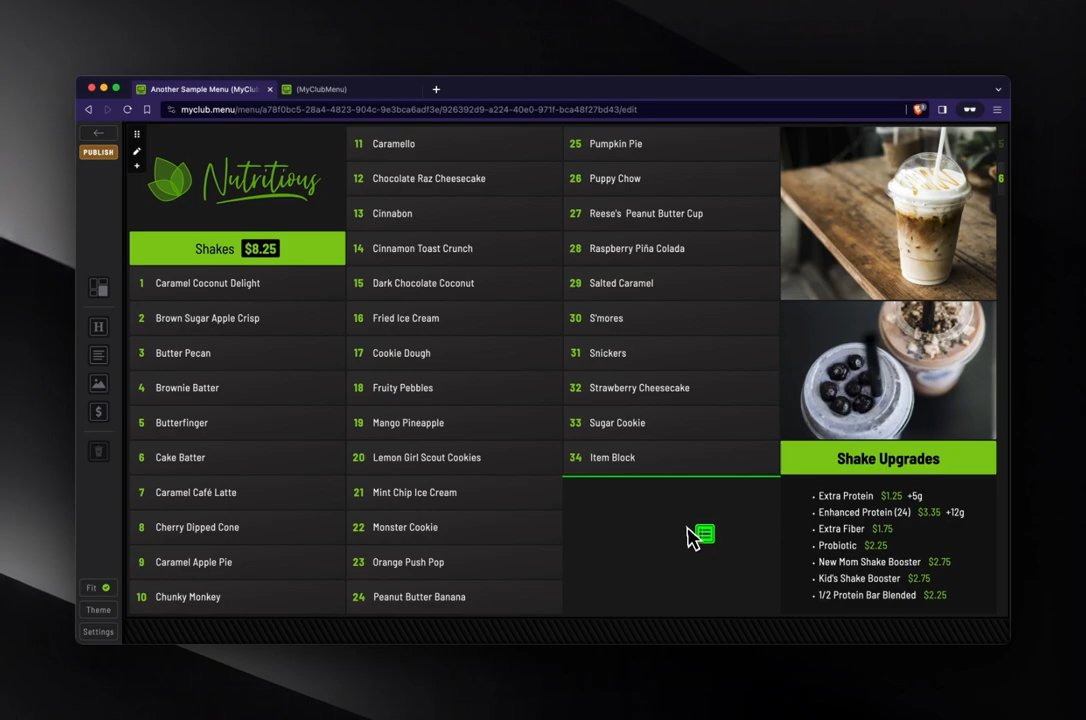 Another Sample Menu (MyClub
(MyClubMenu)
myclub.menu/menu/a78f0bc5-28a4-4823-904c-9e3bca6adf3e/926392d9-a224-40e0-971f-bca48f27bd43/edit
PUBLISH
H
$
Fit
Theme
Settings
Nutritious
Shakes $8.25
1 Caramel Coconut Delight
2 Brown Sugar Apple Crisp
3 Butter Pecan
4 Brownie Batter
5 Butterfinger
6 Cake Batter
7 Caramel Café Latte
8 Cherry Dipped Cone
9 Caramel Apple Pie
10 Chunky Monkey
11 Caramello
12 Chocolate Raz Cheesecake
13 Cinnabon
14 Cinnamon Toast Crunch
15 Dark Chocolate Coconut
16 Fried Ice Cream
17 Cookie Dough
18 Fruity Pebbles
19 Mango Pineapple
20 Lemon Girl Scout Cookies
21 Mint Chip Ice Cream
22 Monster Cookie
23 Orange Push Pop
24 Peanut Butter Banana
25 Pumpkin Pie
26 Puppy Chow
27 Reese's Peanut Butter Cup
28 Raspberry Piña Colada
29 Salted Caramel
30 S'mores
31 Snickers
32 Strawberry Cheesecake
33 Sugar Cookie
34 Item Block
5
6
Shake Upgrades
• Extra Protein $1.25 +5g
• Enhanced Protein (24) $3.35 +12g
• Extra Fiber $1.75
• Probiotic $2.25
• New Mom Shake Booster $2.75
• Kid's Shake Booster $2.75
• 1/2 Protein Bar Blended $2.25